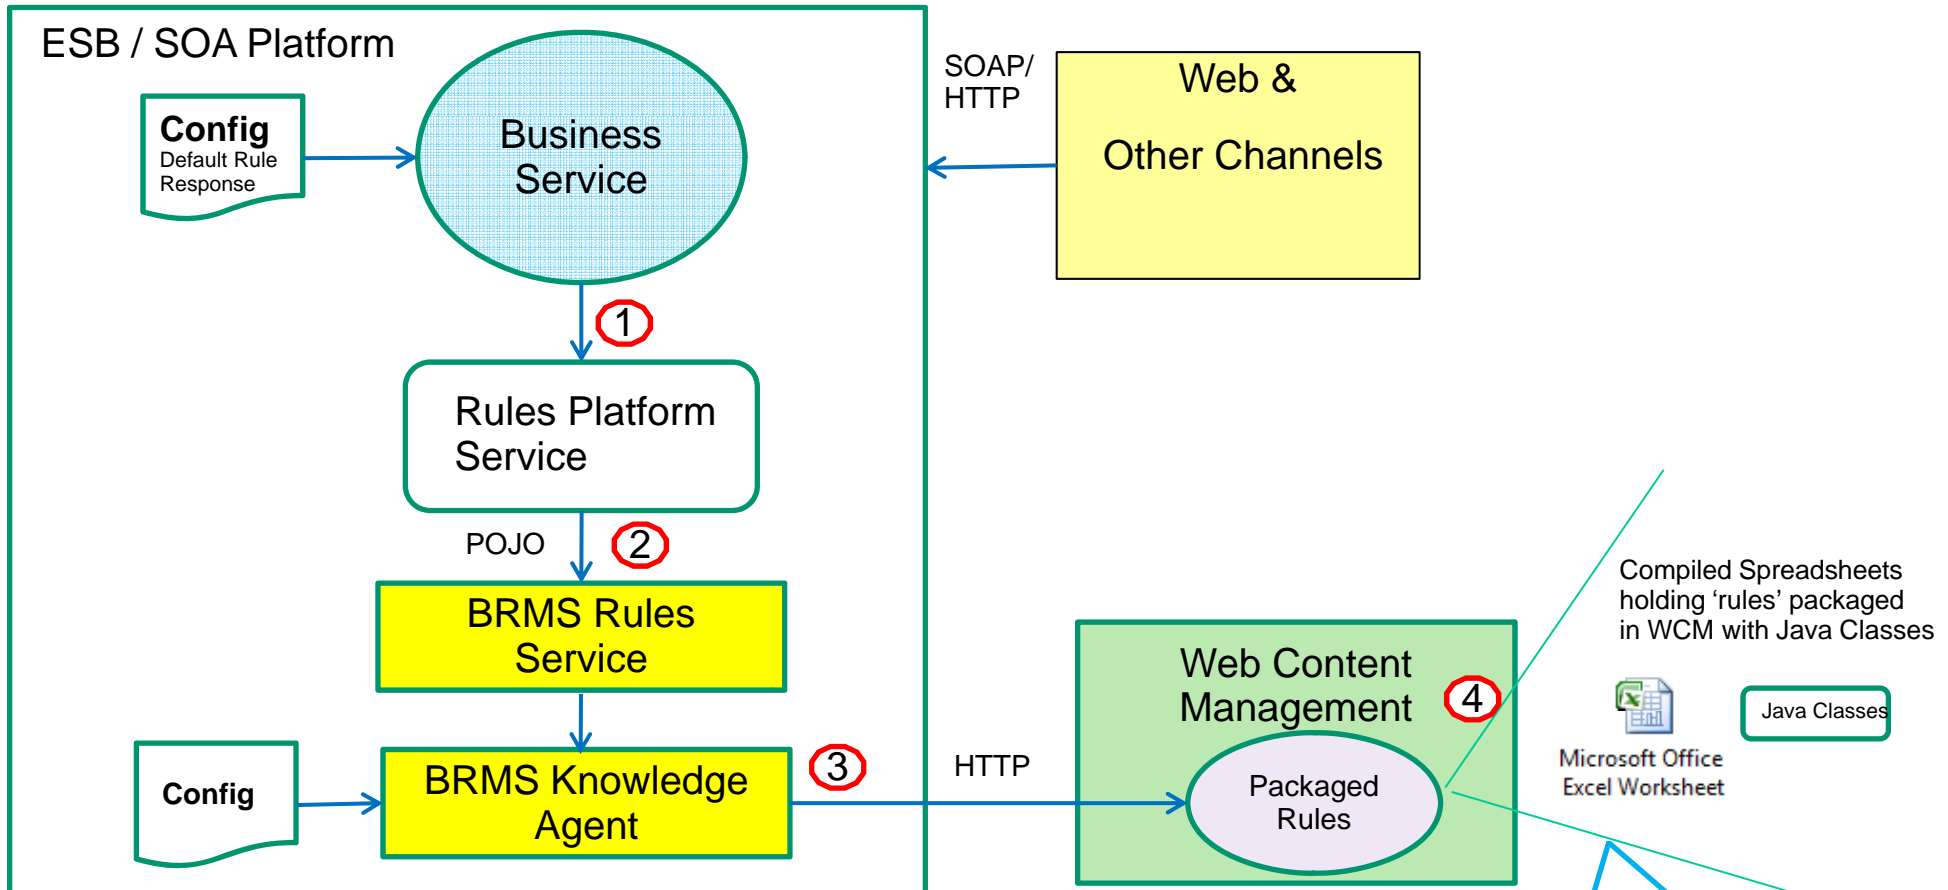 ESB / SOA Platform
Config
Default Rule
Response
Business
Service
SOAP/
HTTP
Web &
Other Channels
1
Rules Platform
Service
POJO
2
BRMS Rules
Service
Config
BRMS Knowledge
Agent
3
HTTP
Web Content
Management
4
Packaged
Rules
Compiled Spreadsheets
holding ‘rules’ packaged
in WCM with Java Classes
Microsoft Office
Excel Worksheet
Java Classes